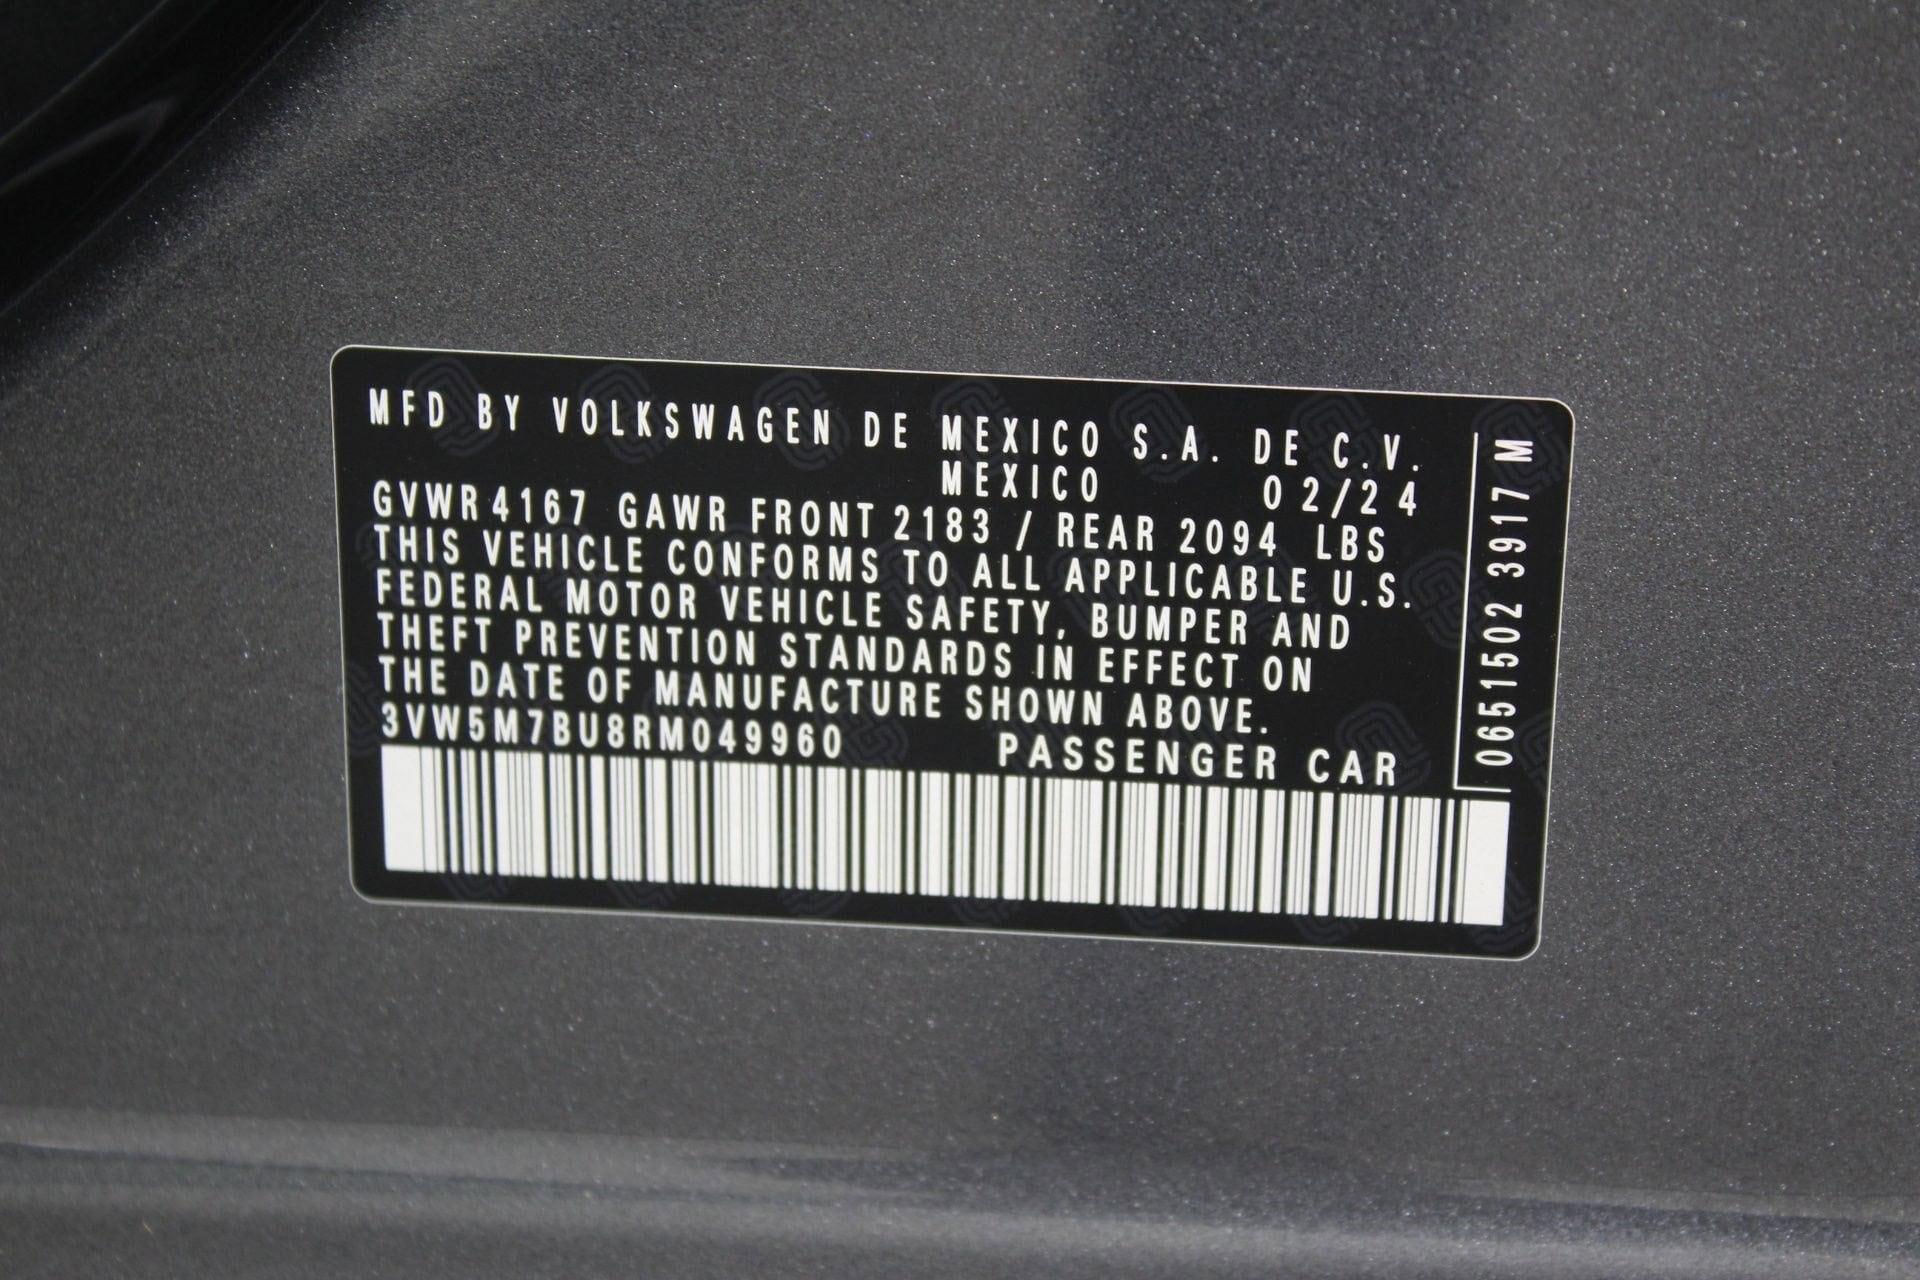 MFD BY VOLKSWAGEN DE MEXICO S.A. DE C.V.
MEXICO 02/24
GVWR 4167 GAWR FRONT 2183 / REAR 2094 LBS
THIS VEHICLE CONFORMS TO ALL APPLICABLE U.S.
FEDERAL MOTOR VEHICLE SAFETY, BUMPER AND
THEFT PREVENTION STANDARDS IN EFFECT ON
THE DATE OF MANUFACTURE SHOWN ABOVE.
3VW5M7BU8RM049960 PASSENGER CAR
0651502 3917 M